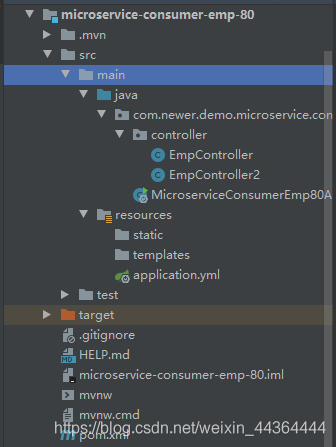 microservice-consumer-emp-80
.mvn
src
main
java
com.newer.demo.microservice.con
controller
EmpController
EmpController2
MicroserviceConsumerEmp80A
resources
static
templates
application.yml
test
target
.gitignore
HELP.md
microservice-consumer-emp-80.iml
mvnw
mvnw.cmd
https://blog.csdn.net/weixin_44364444
pom.xml